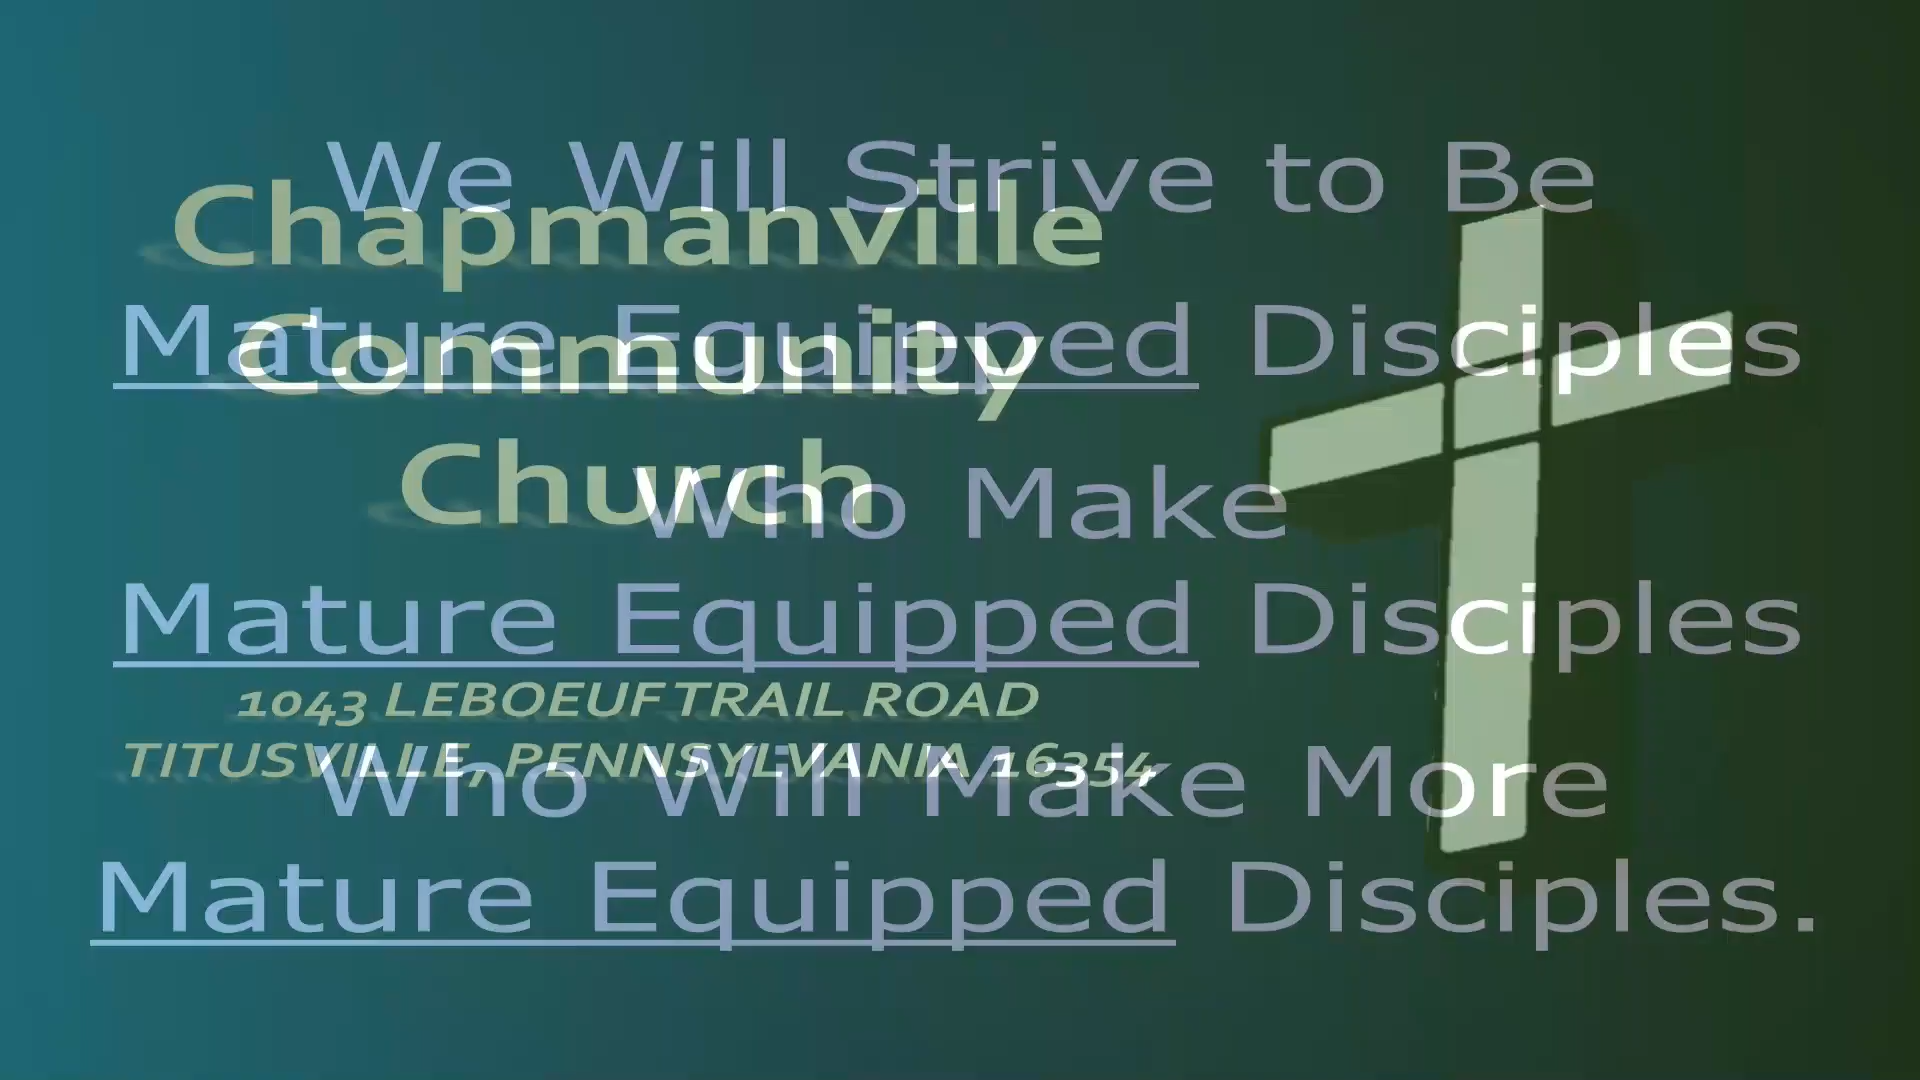 We Will Strive to Be
Mature Equipped Disciples
Who Make
Mature Equipped Disciples
Who Will Make More
Mature Equipped Disciples.
Chapmanville
Community
Church
1043 LEBOEUF TRAIL ROAD
TITUSVILLE, PENNSYLVANIA 16354